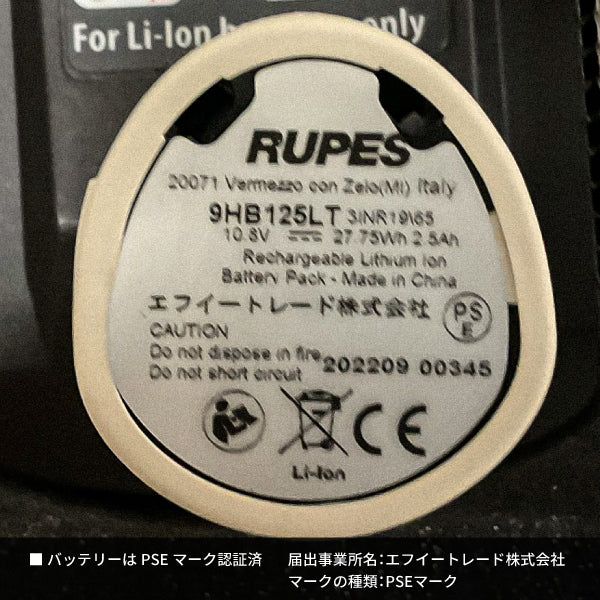 For Li-Ion only
RUPES
20071 Vermezzo con Zelo(MI) Italy
9HB125LT 3INR19\65
10.8V 27.75Wh 2.5Ah
Rechargeable Lithium Ion
Battery Pack - Made in China
エフイートレード株式会社
PS
E
CAUTION
Do not dispose in fire
Do not short circuit
202209 00345
CE
Li-Ion
■ バッテリーは PSE マーク認証済
届出事業所名：エフイートレード株式会社
マークの種類：PSEマーク